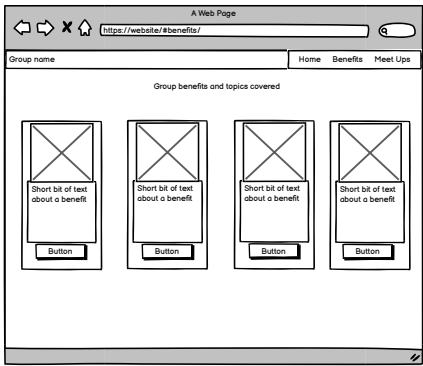 A Web Page
https://website/#benefits/
Group name
Home Benefits Meet Ups
Group benefits and topics covered
Short bit of text
about a benefit
Button
Short bit of text
about a benefit
Button
Short bit of text
about a benefit
Button
Short bit of text
about a benefit
Button